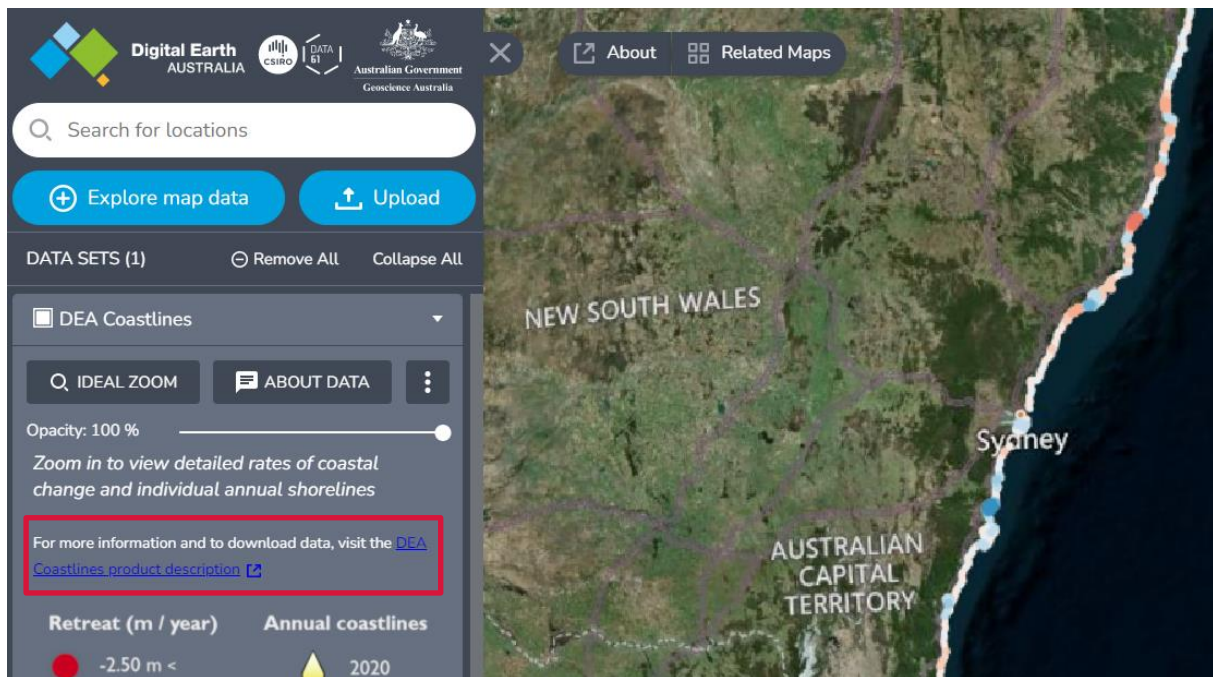 Digital Earth
AUSTRALIA
CSIRO
DATA
61
Australian Government
Geoscience Australia
About
Related Maps
Search for locations
Explore map data
Upload
DATA SETS (1)
Remove All
Collapse All
DEA Coastlines
IDEAL ZOOM
ABOUT DATA
Opacity: 100 %
Zoom in to view detailed rates of coastal
change and individual annual shorelines
For more information and to download data, visit the DEA
Coastlines product description
Retreat (m / year)
Annual coastlines
-2.50 m <
2020
NEW SOUTH WALES
Sydney
AUSTRALIAN
CAPITAL
TERRITORY